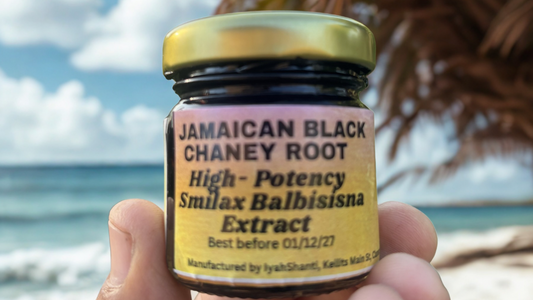 JAMAICAN BLACK
CHANEY ROOT
High- Potency
Smilax Balbisisna
Extract
Best before 01/12/27
Manufactured by IyahShanti, Kellits Main St,